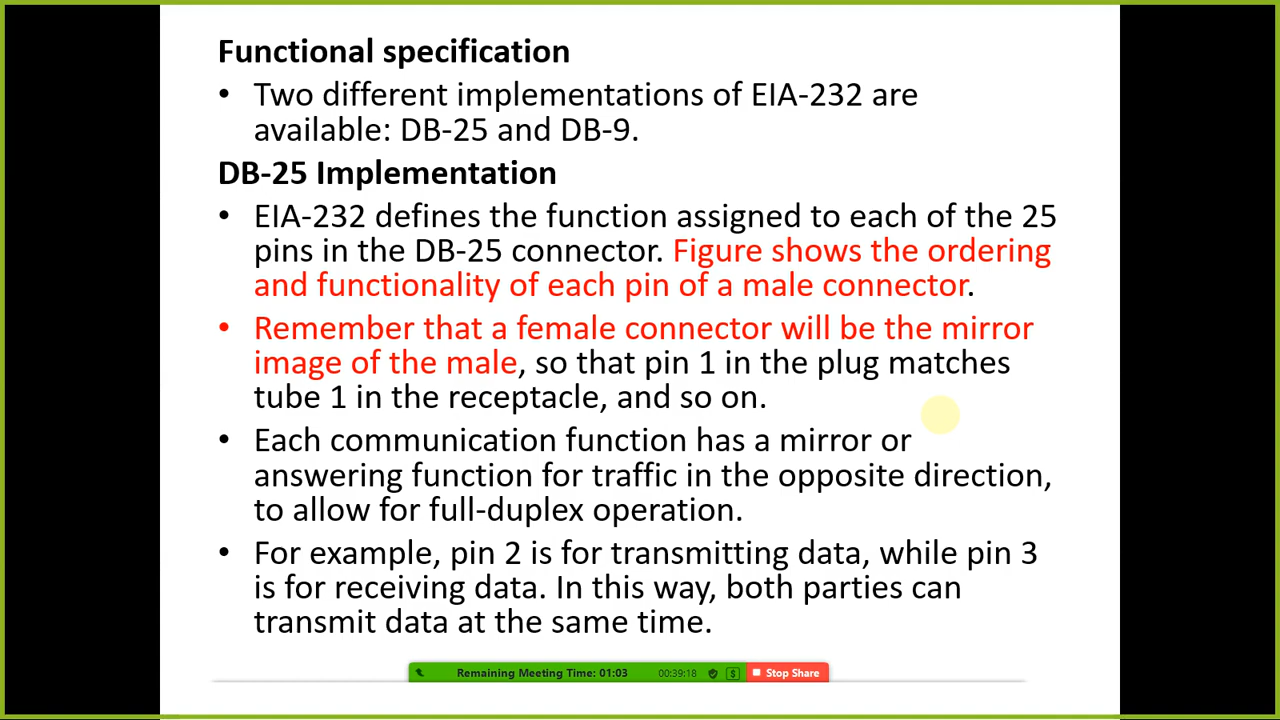 Functional specification
• Two different implementations of EIA-232 are
available: DB-25 and DB-9.
DB-25 Implementation
• EIA-232 defines the function assigned to each of the 25
pins in the DB-25 connector. Figure shows the ordering
and functionality of each pin of a male connector.
• Remember that a female connector will be the mirror
image of the male, so that pin 1 in the plug matches
tube 1 in the receptacle, and so on.
• Each communication function has a mirror or
answering function for traffic in the opposite direction,
to allow for full-duplex operation.
• For example, pin 2 is for transmitting data, while pin 3
is for receiving data. In this way, both parties can
transmit data at the same time.
Remaining Meeting Time: 01:03 00:39:18 $ Stop Share